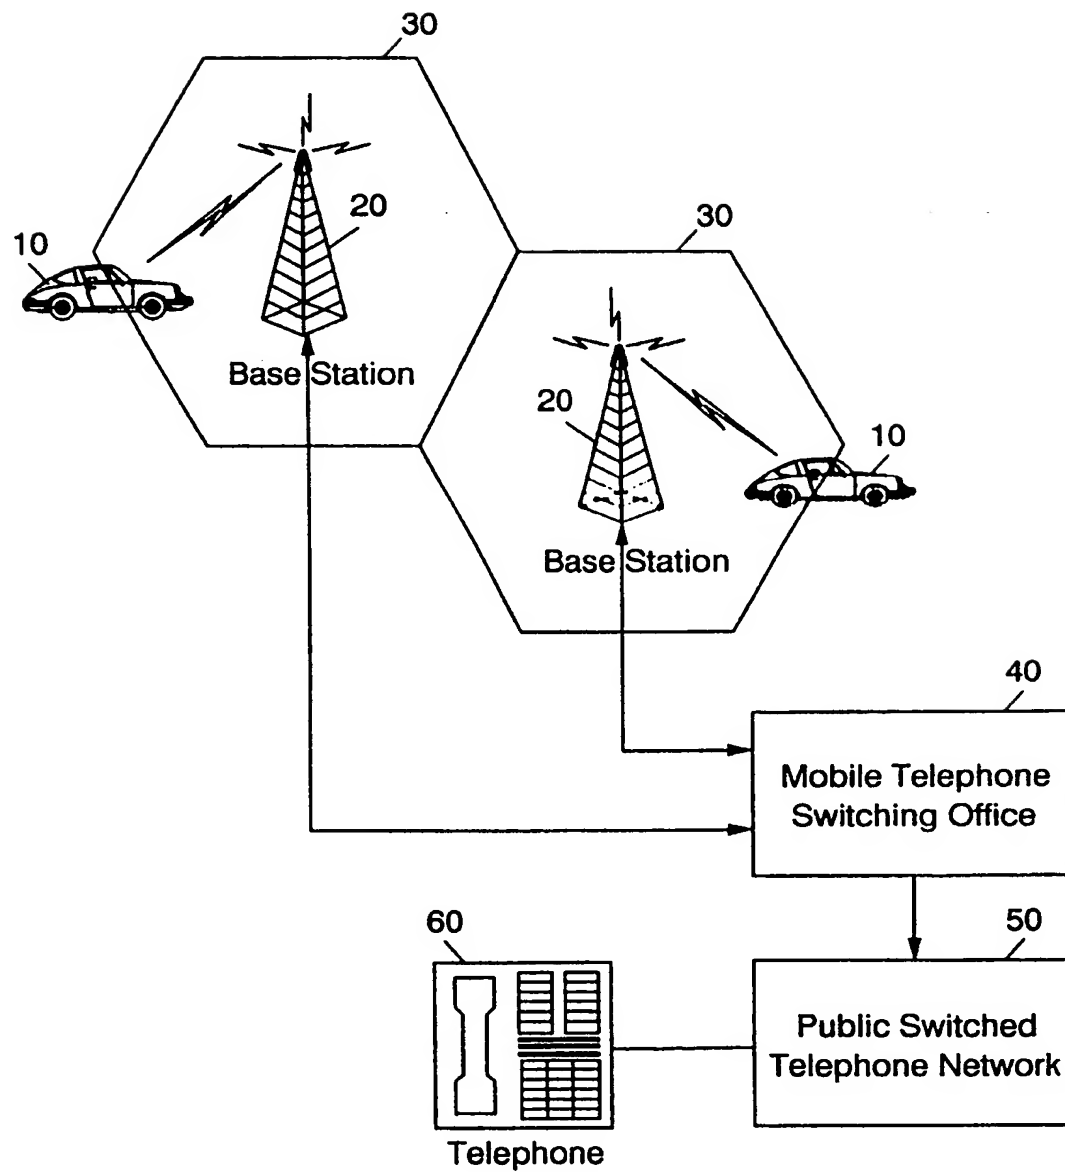 30
20
10
30
Base Station
20
10
Base Station
40
Mobile Telephone
Switching Office
60
50
Public Switched
Telephone Network
Telephone